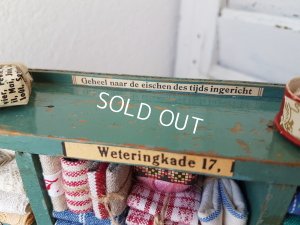 Geheel naar de eischen des tijds ingericht
SOLD OUT
Weteringkade 17,